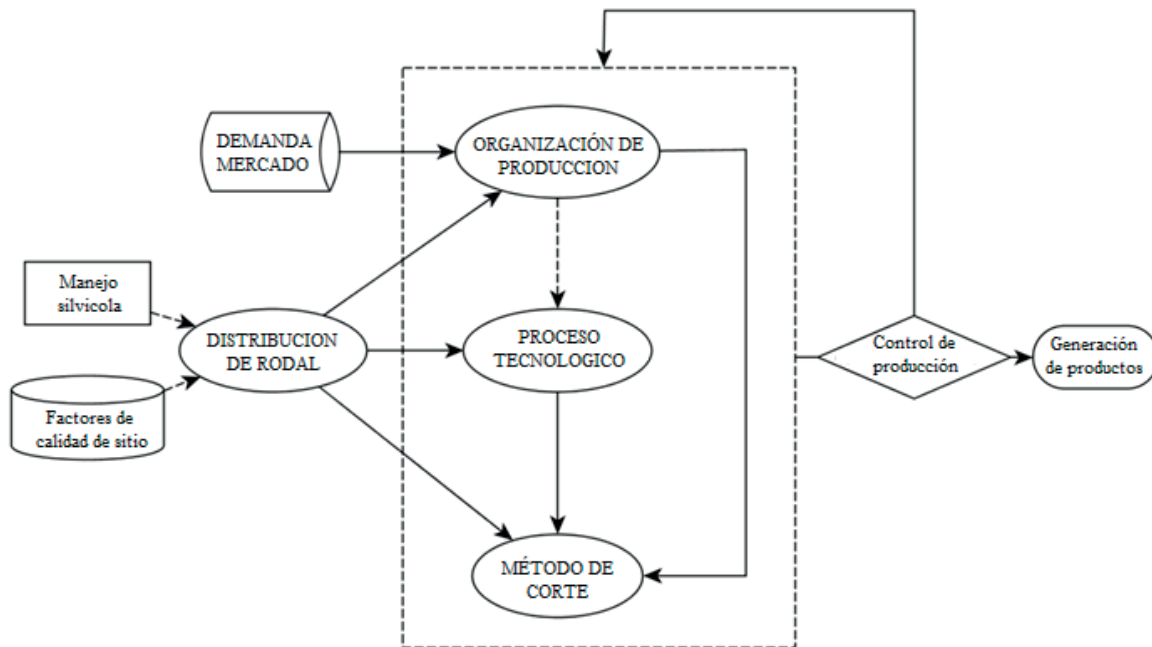 DEMANDA
MERCADO
ORGANIZACIÓN DE
PRODUCCION
Manejo
silvicola
DISTRIBUCION
DE RODAL
PROCESO
TECNOLOGICO
Control de
producción
Generación
de productos
Factores de
calidad de sitio
MÉTODO DE
CORTE